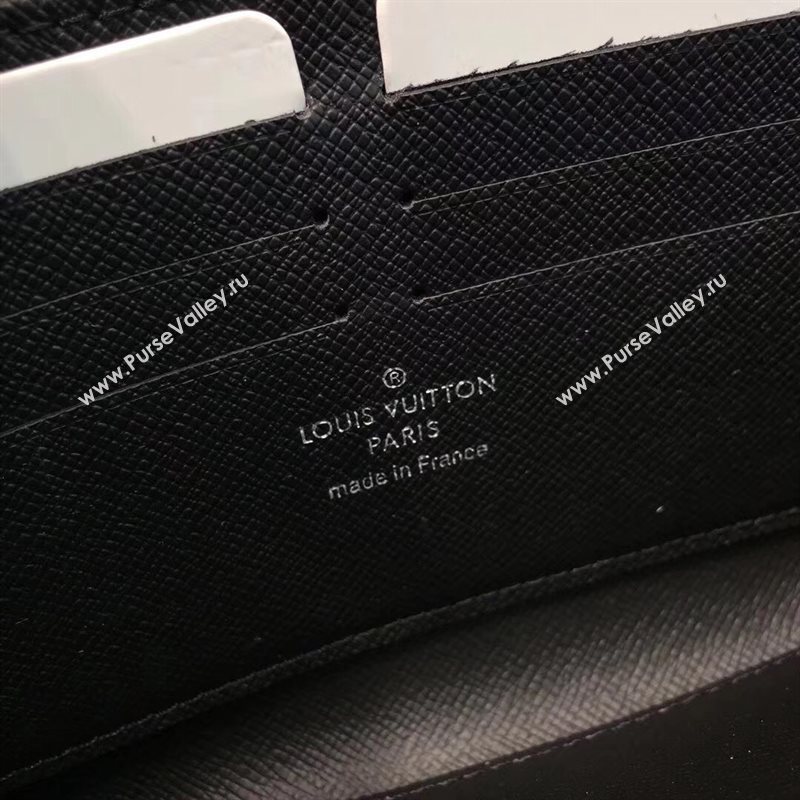 www.PurseValley.ru
www.PurseValley.ru
®
LOUIS VUITTON
PARIS
made in France